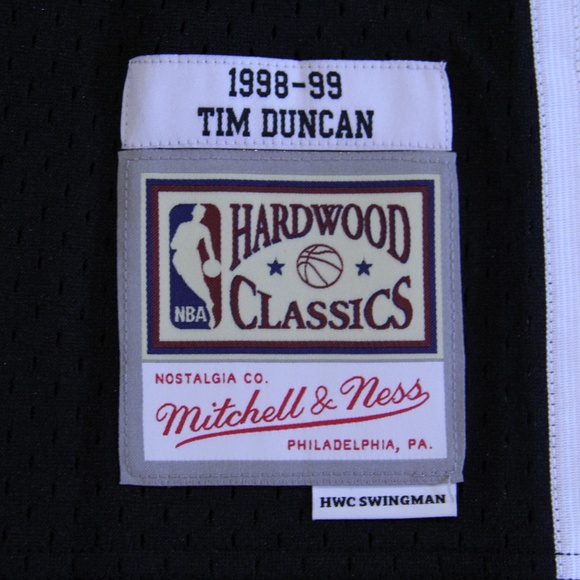 1998-99
TIM DUNCAN
HARDWOOD
NBA
CLASSICS
NOSTALGIA CO.
Mitchell & Ness
PHILADELPHIA, PA.
HWC SWINGMAN